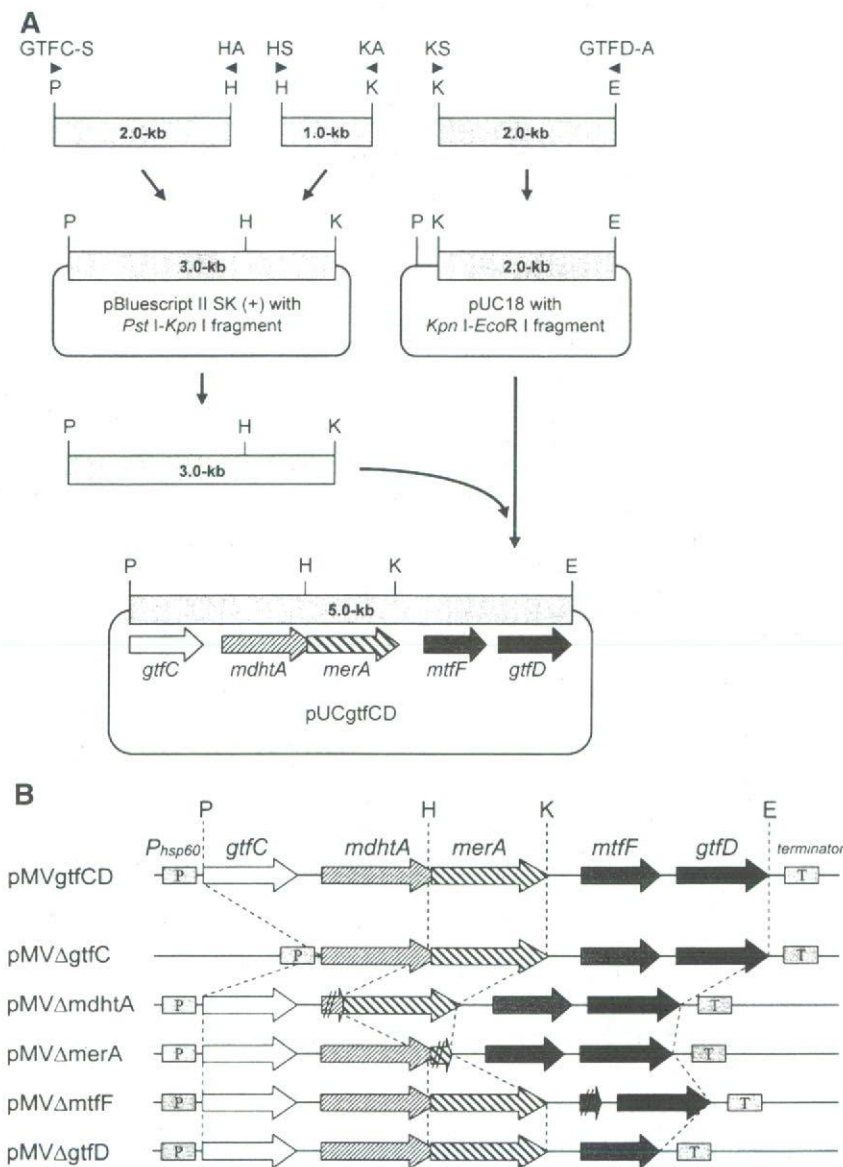 A
GTFC-S HA HS KA KS GTFD-A
P H H K K E
2.0-kb 1.0-kb 2.0-kb
P H K P K E
3.0-kb 2.0-kb
pBluescript II SK (+) with
Pst I-Kpn I fragment
pUC18 with
Kpn I-EcoR I fragment
P H K
3.0-kb
P H K E
5.0-kb
gtfC mdhtA merA mtfF gtfD
pUCgtfCD
B
P H K E
Phsp60 gtfC mdhtA merA mtfF gtfD terminator
pMVgtfCD P T
pMVΔgtfC P T
pMVΔmdhtA P T
pMVΔmerA P T
pMVΔmtfF P T
pMVΔgtfD P T